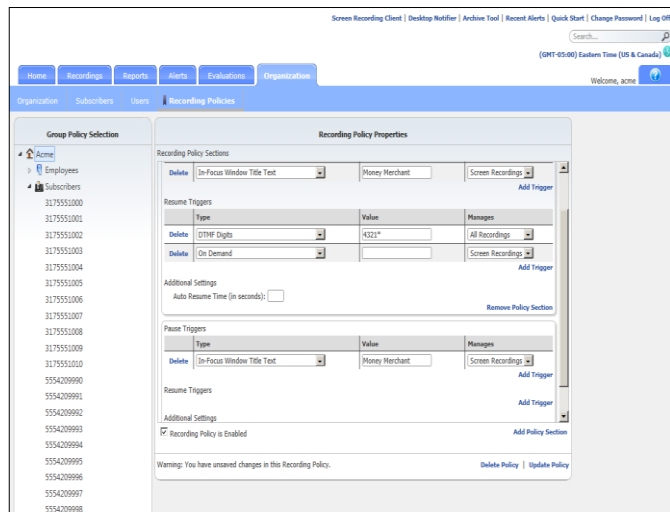 Screen Recording Client | Desktop Notifier | Archive Tool | Recent Alerts | Quick Start | Change Password | Log Off
Search...
(GMT-05:00) Eastern Time (US & Canada)
Home Recordings Reports Alerts Evaluations Organization
Welcome, acme
Organization Subscribers Users Recording Policies
Group Policy Selection
Acme
Employees
Subscribers
3175551000
3175551001
3175551002
3175551003
3175551004
3175551005
3175551006
3175551007
3175551008
3175551009
3175551010
5554209990
5554209991
5554209992
5554209993
5554209994
5554209995
5554209996
5554209997
5554209998
Recording Policy Properties
Recording Policy Sections
Delete In-Focus Window Title Text Money Merchant Screen Recordings
Add Trigger
Resume Triggers
Type Value Manages
Delete DTMF Digits 4321* All Recordings
Delete On Demand Screen Recordings
Add Trigger
Additional Settings
Auto Resume Time (in seconds):
Remove Policy Section
Pause Triggers
Type Value Manages
Delete In-Focus Window Title Text Money Merchant Screen Recordings
Add Trigger
Resume Triggers
Add Trigger
Additional Settings
Recording Policy is Enabled
Add Policy Section
Warning: You have unsaved changes in this Recording Policy.
Delete Policy | Update Policy